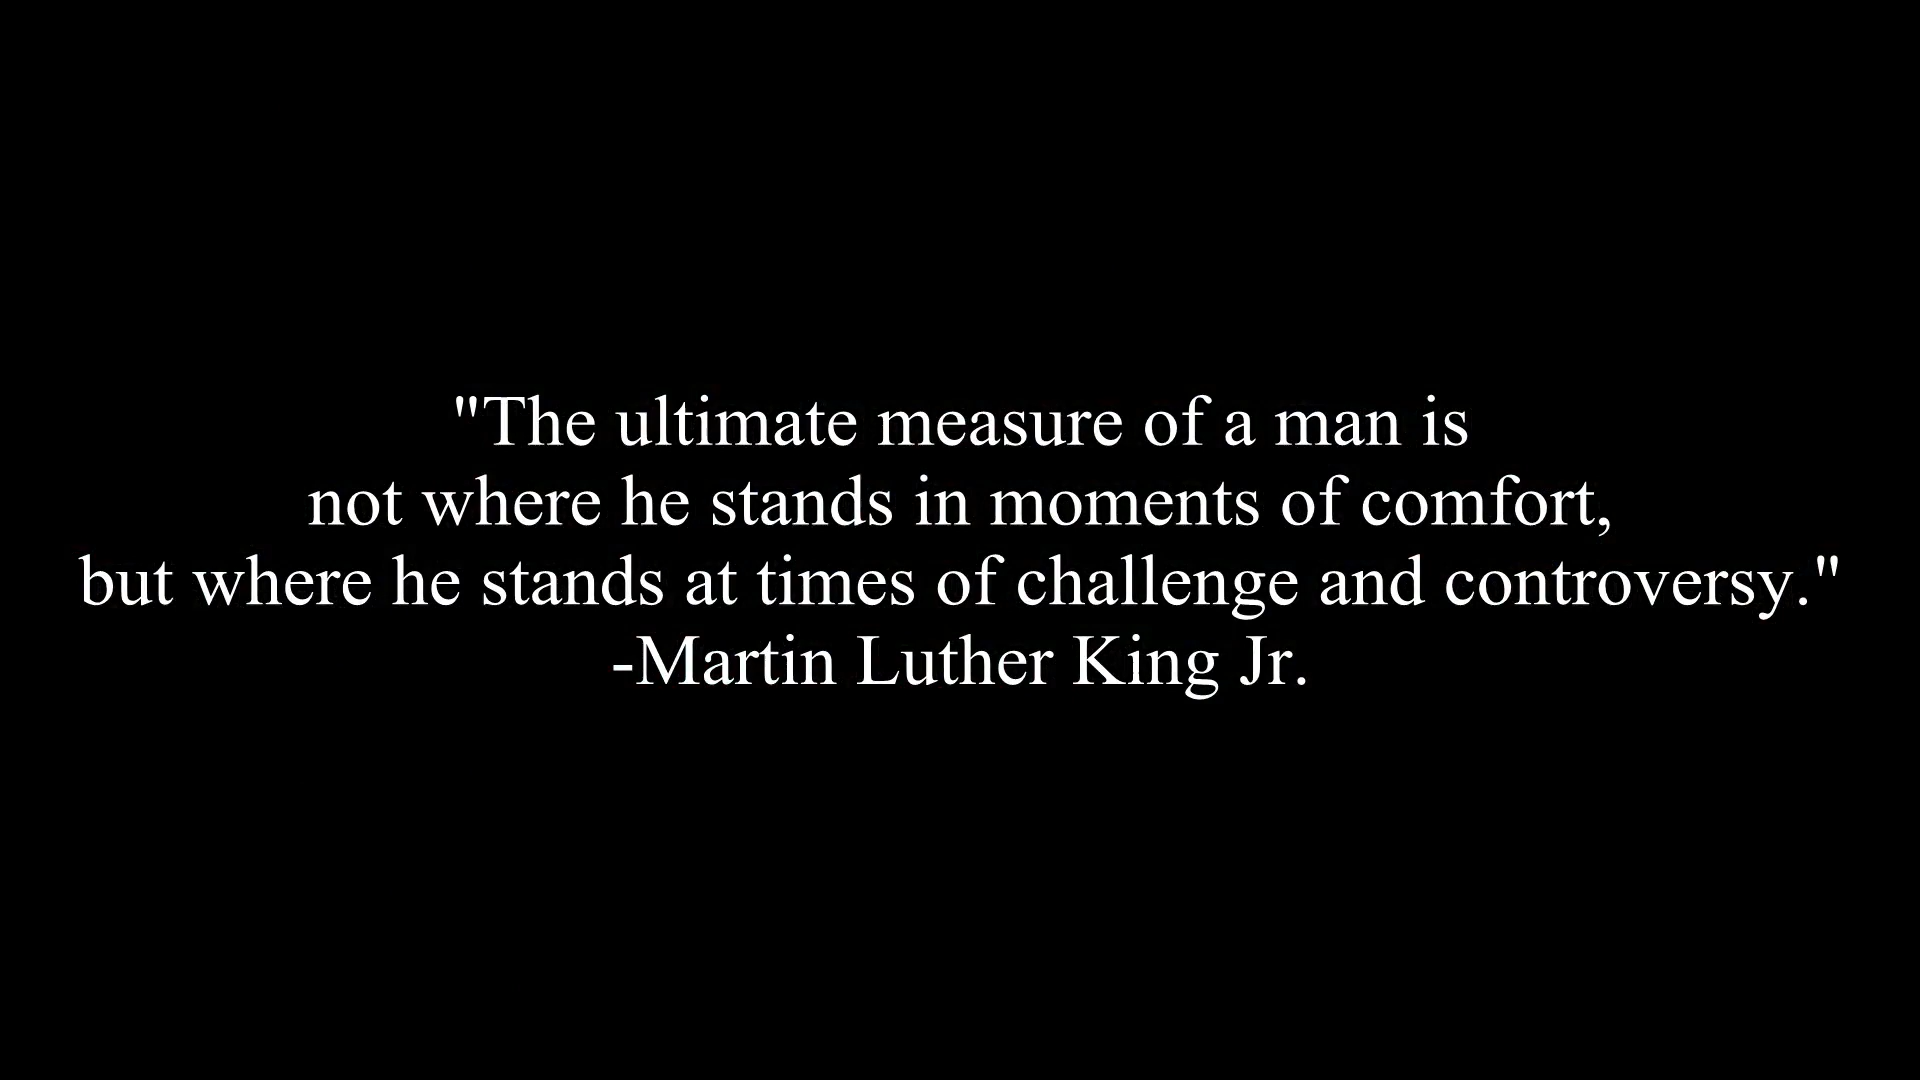 "The ultimate measure of a man is
not where he stands in moments of comfort,
but where he stands at times of challenge and controversy."
-Martin Luther King Jr.